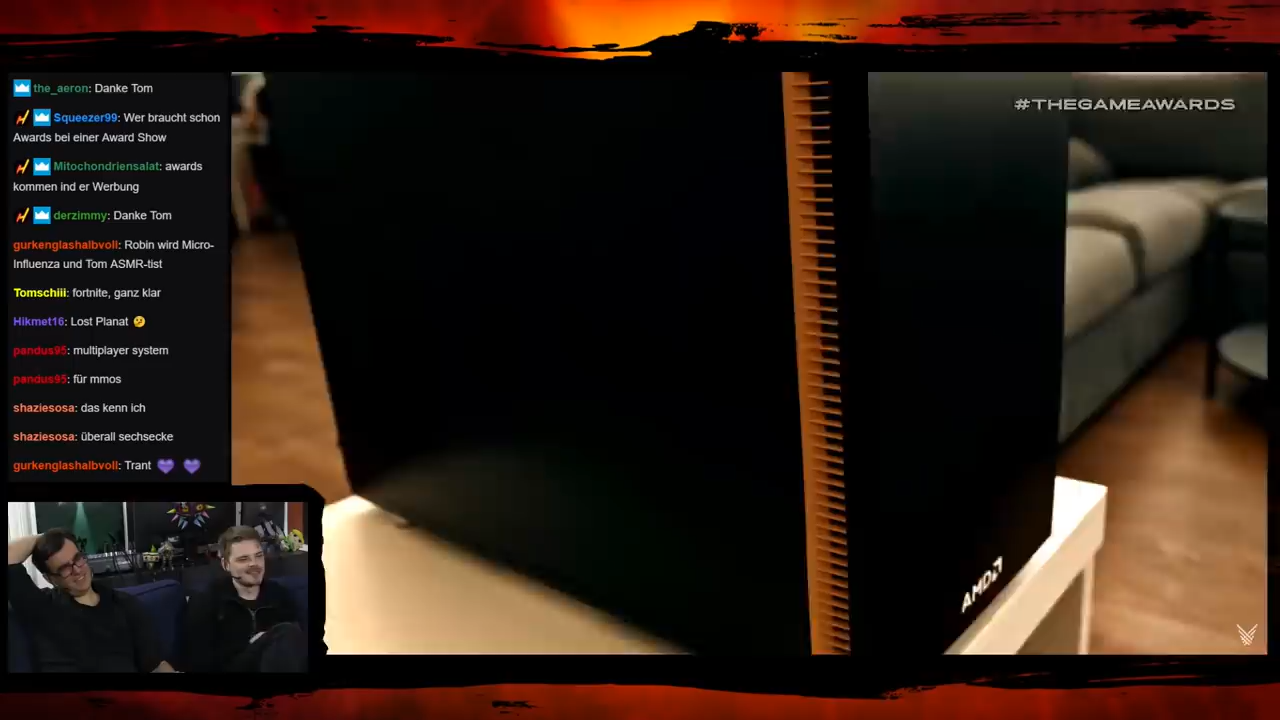 the_aeron: Danke Tom
Squeezer99: Wer braucht schon
Awards bei einer Award Show
Mitochondriensalat: awards
kommen ind er Werbung
derzimmy: Danke Tom
gurkenglashalbvoll: Robin wird Micro-
Influenza und Tom ASMR-tist
Tomschiii: fortnite, ganz klar
Hikmet16: Lost Planat
pandus95: multiplayer system
pandus95: für mmos
shaziesosa: das kenn ich
shaziesosa: überall sechsecke
gurkenglashalbvoll: Trant
#THEGAMEAWARDS
AMD